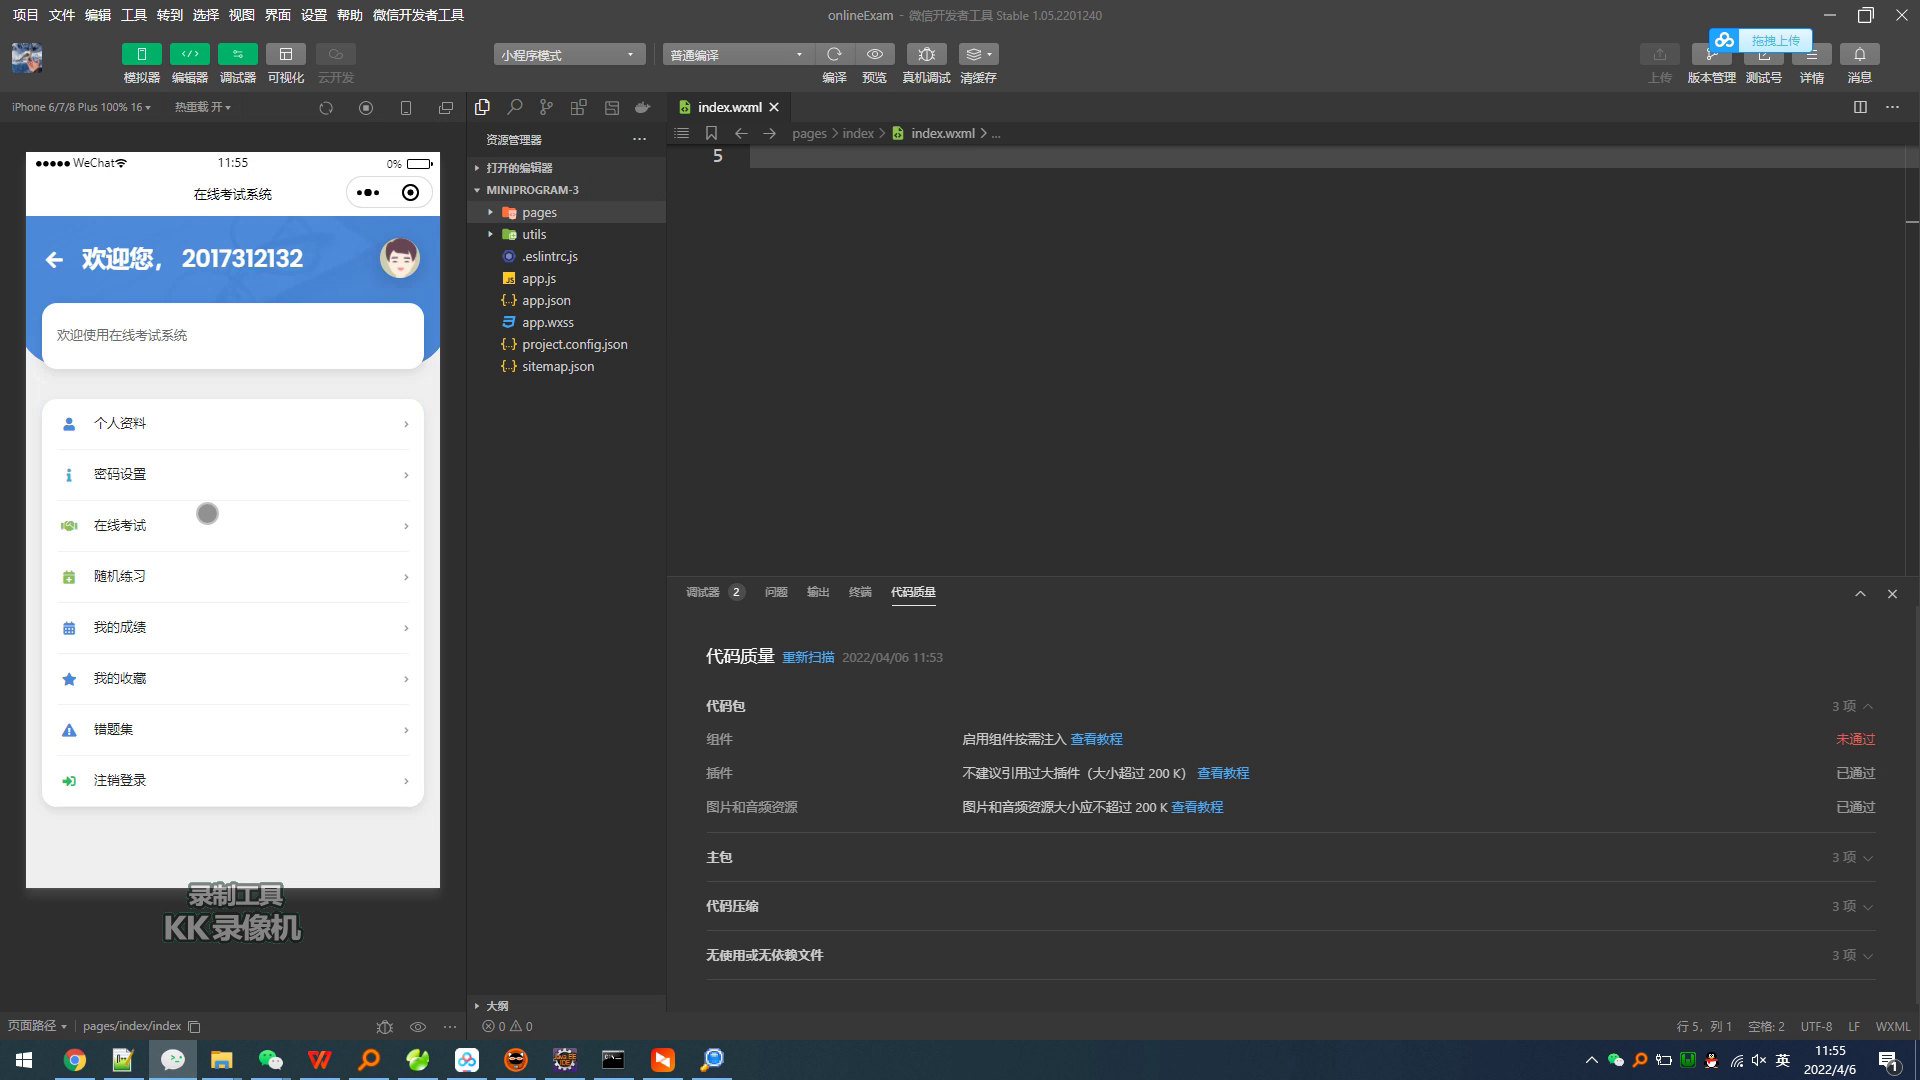 项目 文件 编辑 工具 转到 选择 视图 界面 设置 帮助 微信开发者工具
onlineExam - 微信开发者工具 Stable 1.05.2201240
模拟器 编辑器 调试器 可视化 云开发
小程序模式 普通编译
编译 预览 真机调试 清缓存
拖拽上传
上传 版本管理 测试号 详情 消息
iPhone 6/7/8 Plus 100% 16 热重载 开
资源管理器
打开的编辑器
MINIPROGRAM-3
pages
utils
.eslintrc.js
app.js
app.json
app.wxss
project.config.json
sitemap.json
大纲
index.wxml
pages > index > index.wxml > ...
5
WeChat 11:55 0%
在线考试系统
欢迎您， 2017312132
欢迎使用在线考试系统
个人资料
密码设置
在线考试
随机练习
我的成绩
我的收藏
错题集
注销登录
录制工具
KK 录像机
调试器 2 问题 输出 终端 代码质量
代码质量 重新扫描 2022/04/06 11:53
代码包 3 项
组件 启用组件按需注入 查看教程 未通过
插件 不建议引用过大插件（大小超过 200 K） 查看教程 已通过
图片和音频资源 图片和音频资源大小应不超过 200 K 查看教程 已通过
主包 3 项
代码压缩 3 项
无使用或无依赖文件 3 项
页面路径 pages/index/index
0 0
行 5，列 1 空格: 2 UTF-8 LF WXML
英
11:55
2022/4/6
1